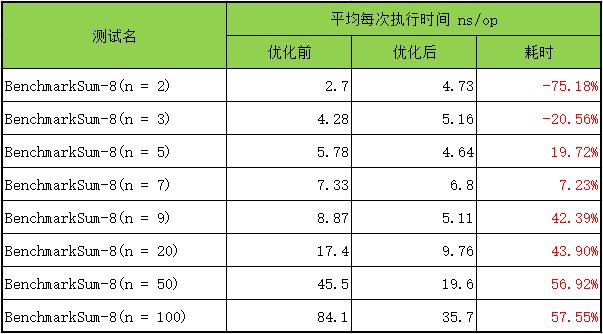 测试名 平均每次执行时间 ns/op
优化前 优化后 耗时
BenchmarkSum-8(n = 2) 2.7 4.73 -75.18%
BenchmarkSum-8(n = 3) 4.28 5.16 -20.56%
BenchmarkSum-8(n = 5) 5.78 4.64 19.72%
BenchmarkSum-8(n = 7) 7.33 6.8 7.23%
BenchmarkSum-8(n = 9) 8.87 5.11 42.39%
BenchmarkSum-8(n = 20) 17.4 9.76 43.90%
BenchmarkSum-8(n = 50) 45.5 19.6 56.92%
BenchmarkSum-8(n = 100) 84.1 35.7 57.55%